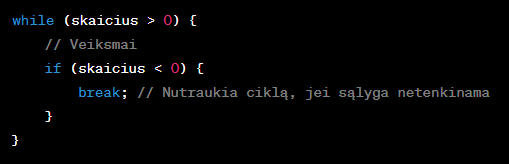 while (skaicius > 0) {
    // Veiksmai
    if (skaicius < 0) {
        break; // Nutraukia ciklą, jei sąlyga netenkinama
    }
}